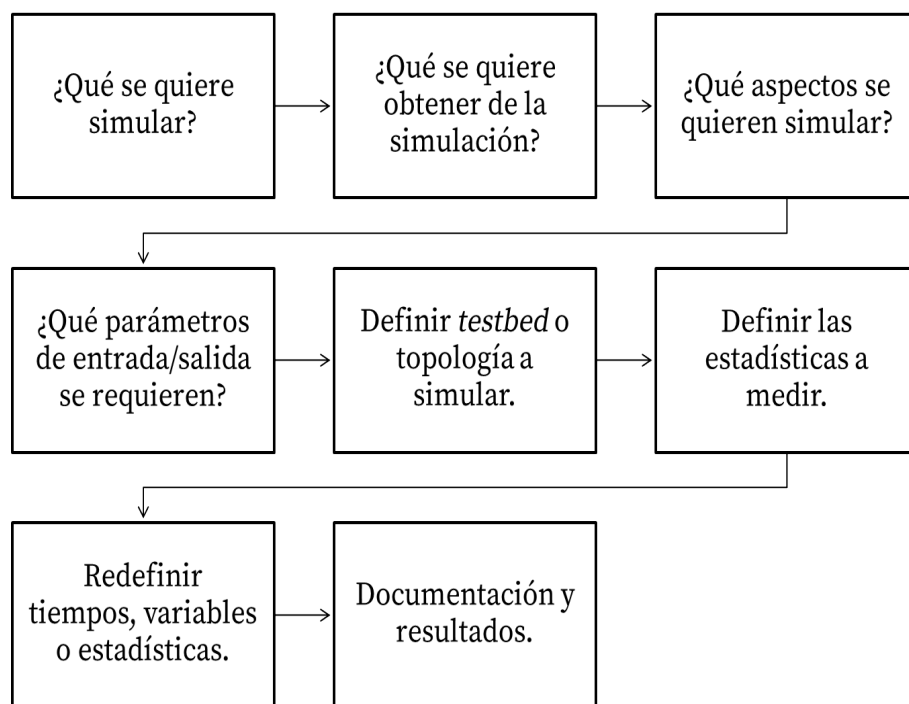 ¿Qué se quiere
simular?
¿Qué se quiere
obtener de la
simulación?
¿Qué aspectos se
quieren simular?
¿Qué parámetros
de entrada/salida
se requieren?
Definir testbed o
topología a
simular.
Definir las
estadísticas a
medir.
Redefinir
tiempos, variables
o estadísticas.
Documentación y
resultados.